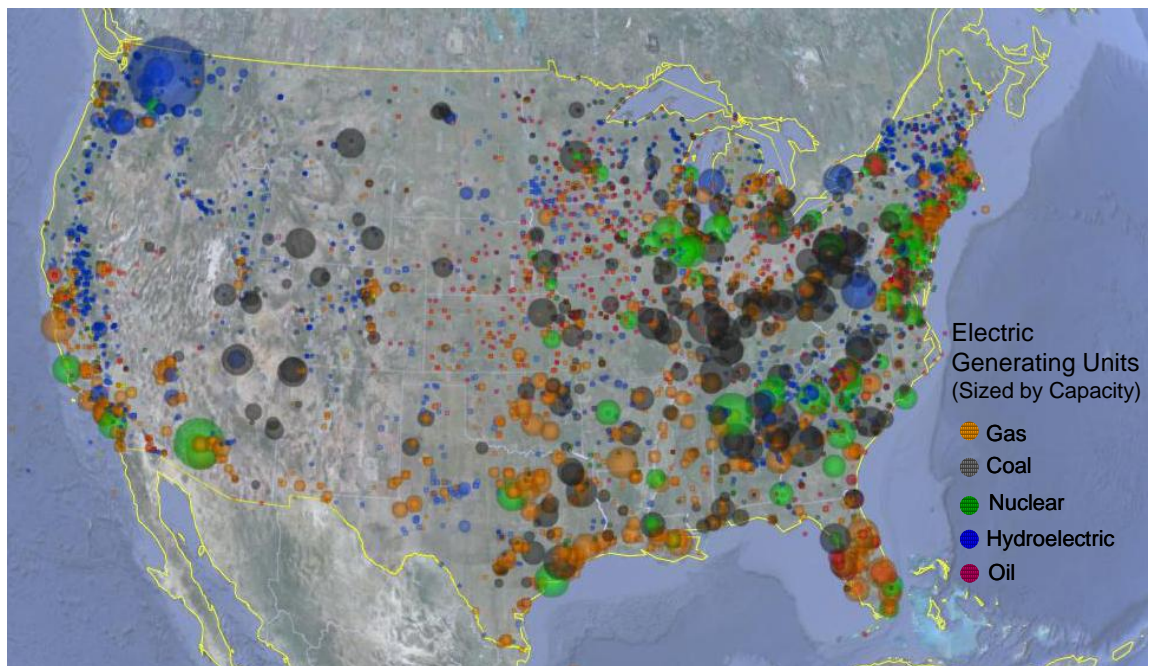 Electric
Generating Units
(Sized by Capacity)
Gas
Coal
Nuclear
Hydroelectric
Oil